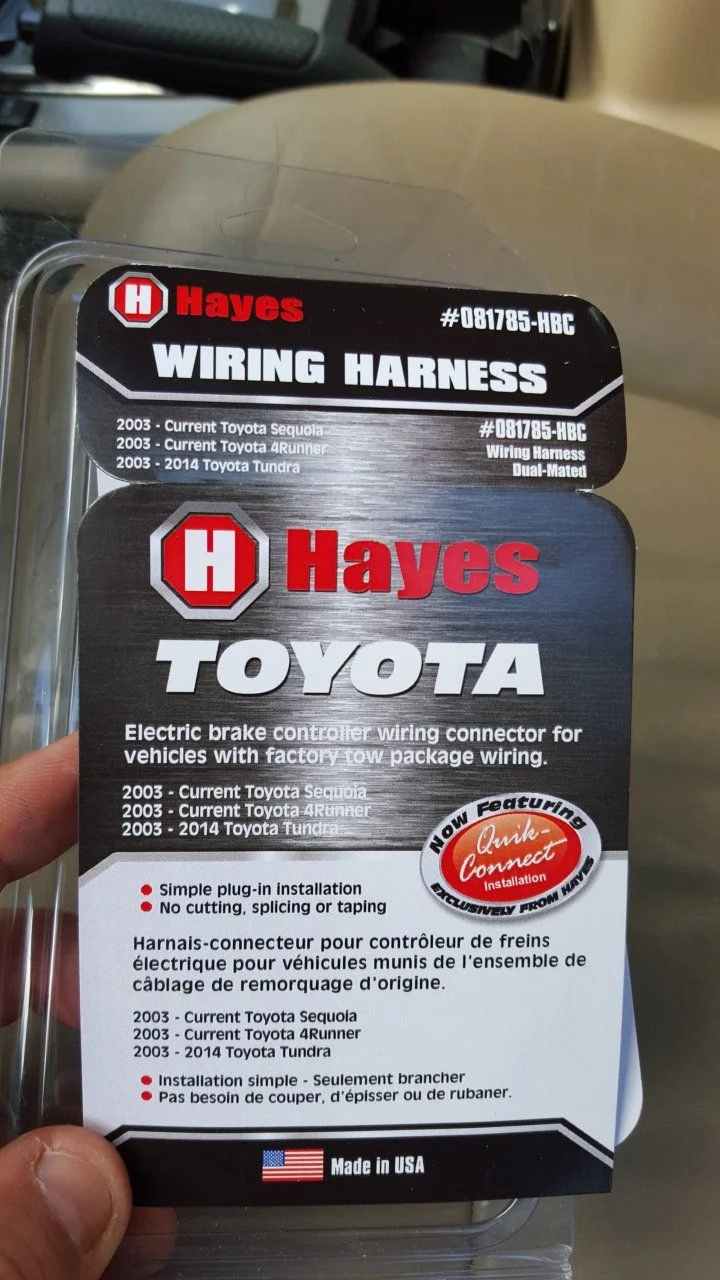 H Hayes
#081785-HBC
WIRING HARNESS
2003 - Current Toyota Sequoia
2003 - Current Toyota 4Runner
2003 - 2014 Toyota Tundra
#081785-HBC
Wiring Harness
Dual-Mated
H Hayes
TOYOTA
Electric brake controller wiring connector for
vehicles with factory tow package wiring.
2003 - Current Toyota Sequoia
2003 - Current Toyota 4Runner
2003 - 2014 Toyota Tundra
Now Featuring
Quik-
Connect
Installation
EXCLUSIVELY FROM HAYES
• Simple plug-in installation
• No cutting, splicing or taping
Harnais-connecteur pour contrôleur de freins
électrique pour véhicules munis de l'ensemble de
câblage de remorquage d'origine.
2003 - Current Toyota Sequoia
2003 - Current Toyota 4Runner
2003 - 2014 Toyota Tundra
• Installation simple - Seulement brancher
• Pas besoin de couper, d'épisser ou de rubaner.
Made in USA